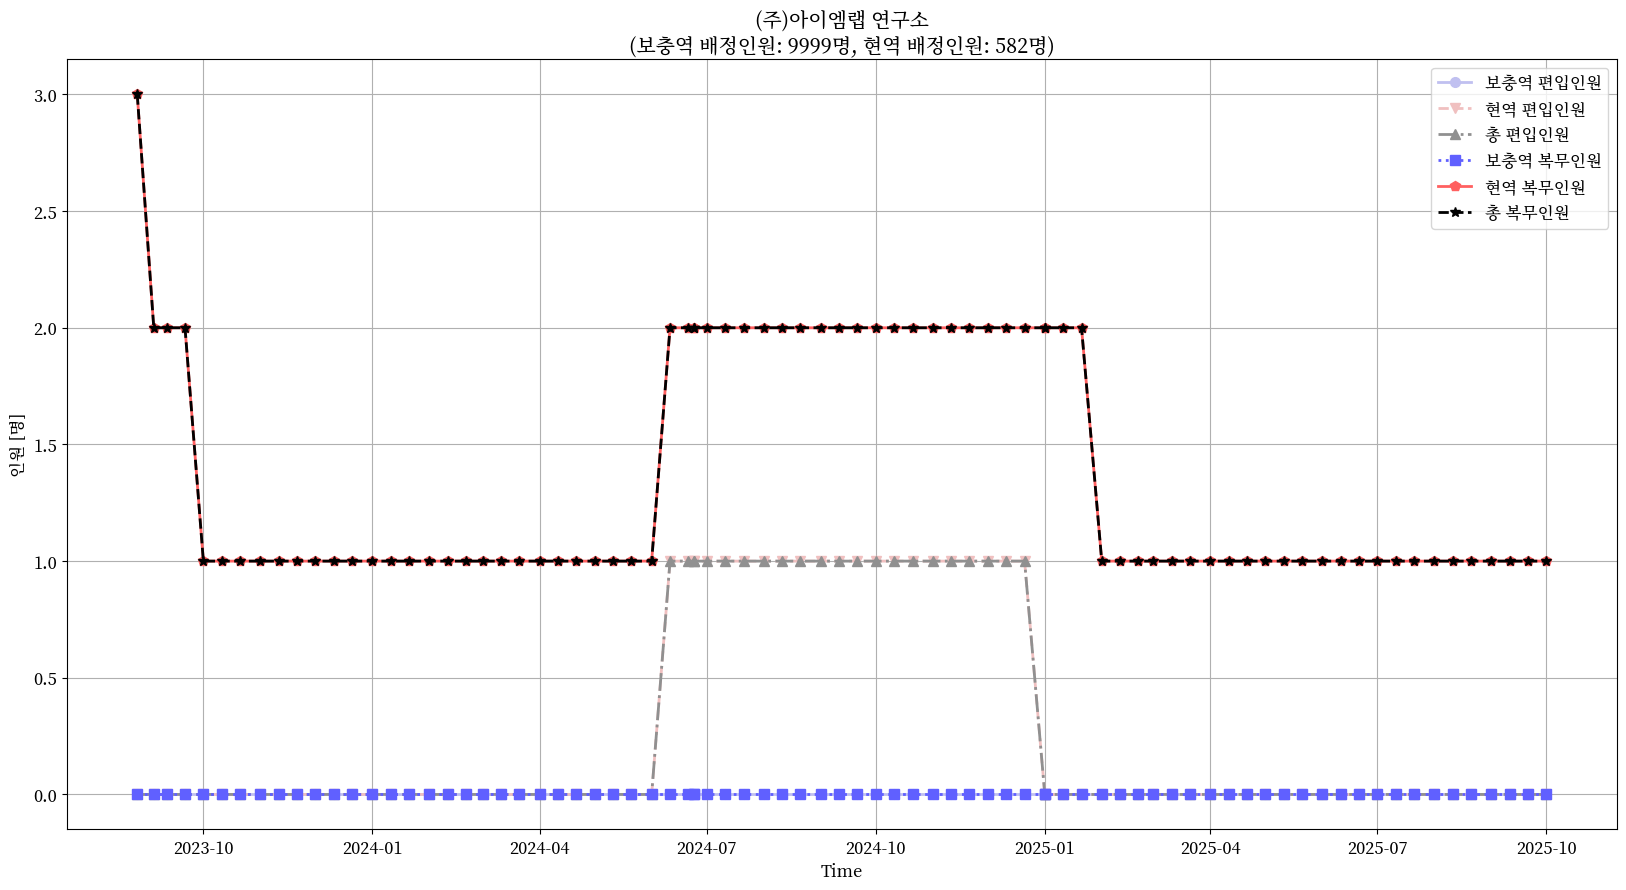 (주)아이엠랩 연구소
(보충역 배정인원: 9999명, 현역 배정인원: 582명)
보충역 편입인원
현역 편입인원
총 편입인원
보충역 복무인원
현역 복무인원
총 복무인원
인원 [명]
3.0
2.5
2.0
1.5
1.0
0.5
0.0
2023-10
2024-01
2024-04
2024-07
2024-10
2025-01
2025-04
2025-07
2025-10
Time